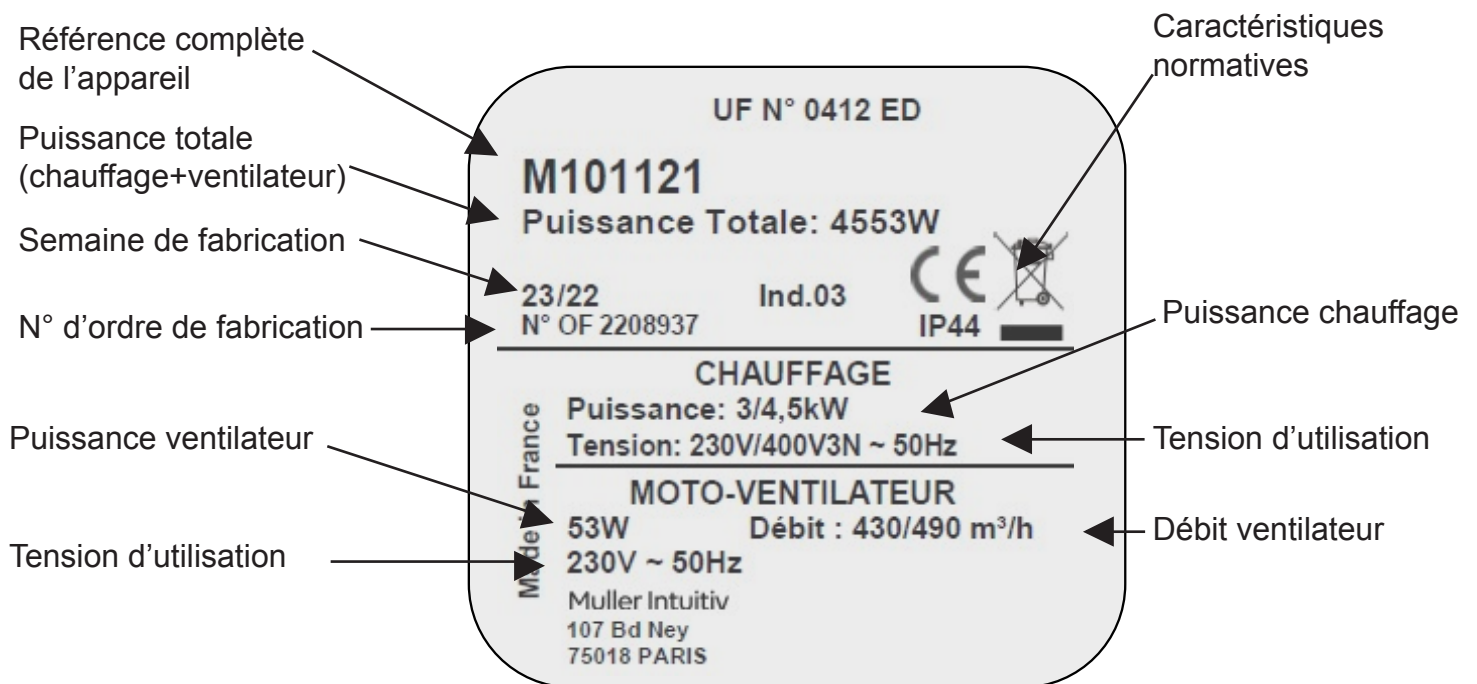 Référence complète
de l’appareil
Puissance totale
(chauffage+ventilateur)
Semaine de fabrication
N° d’ordre de fabrication
Puissance ventilateur
Tension d’utilisation
UF N° 0412 ED
M101121
Puissance Totale: 4553W
23/22 Ind.03
CE
N° OF 2208937 IP44
CHAUFFAGE
Puissance: 3/4,5kW
Tension: 230V/400V3N ~ 50Hz
MOTO-VENTILATEUR
53W Débit : 430/490 m³/h
230V ~ 50Hz
Muller Intuitiv
107 Bd Ney
75018 PARIS
Made in France
Caractéristiques
normatives
Puissance chauffage
Tension d’utilisation
Débit ventilateur